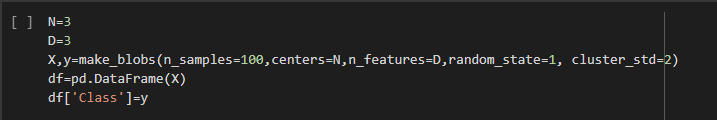 [ ] N=3
D=3
X,y=make_blobs(n_samples=100,centers=N,n_features=D,random_state=1, cluster_std=2)
df=pd.DataFrame(X)
df['Class']=y